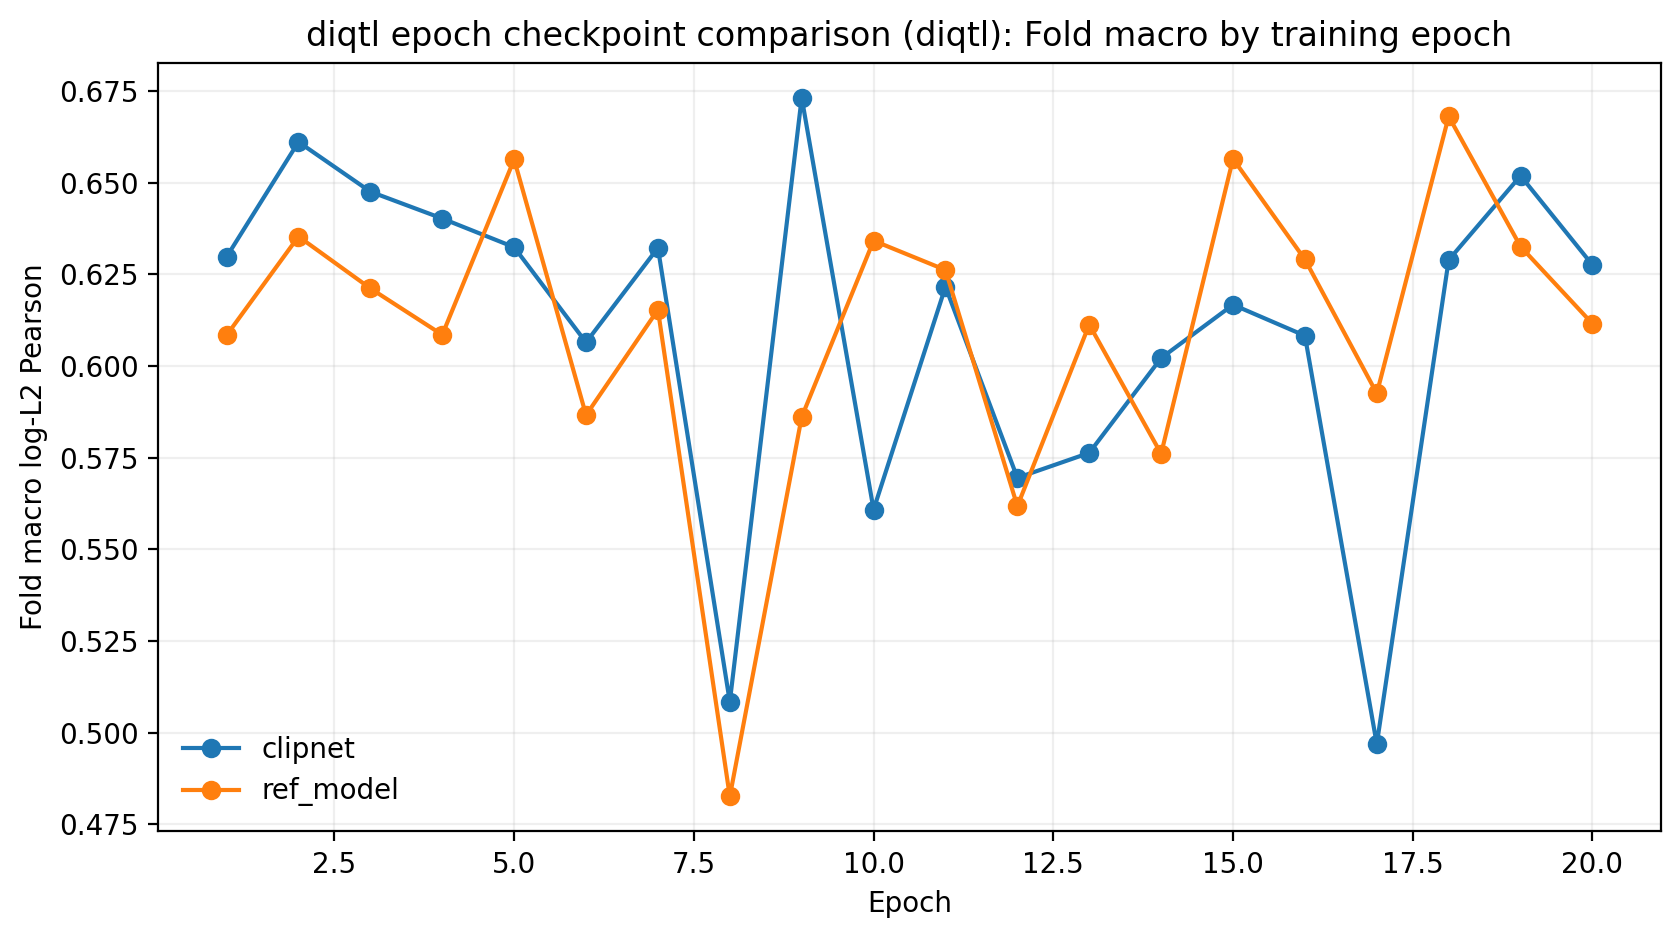 diqtl epoch checkpoint comparison (diqtl): Fold macro by training epoch
Fold macro log-L2 Pearson
0.675
0.650
0.625
0.600
0.575
0.550
0.525
0.500
0.475
clipnet
ref_model
2.5 5.0 7.5 10.0 12.5 15.0 17.5 20.0
Epoch